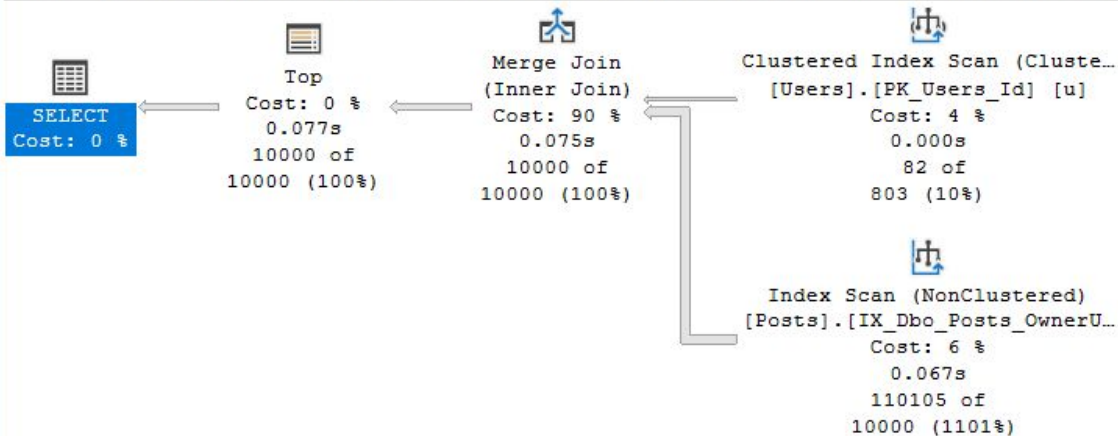 SELECT
Cost: 0 %
Top
Cost: 0 %
0.077s
10000 of
10000 (100%)
Merge Join
(Inner Join)
Cost: 90 %
0.075s
10000 of
10000 (100%)
Clustered Index Scan (Cluste…
[Users].[PK_Users_Id] [u]
Cost: 4 %
0.000s
82 of
803 (10%)
Index Scan (NonClustered)
[Posts].[IX_Dbo_Posts_OwnerU…
Cost: 6 %
0.067s
110105 of
10000 (1101%)